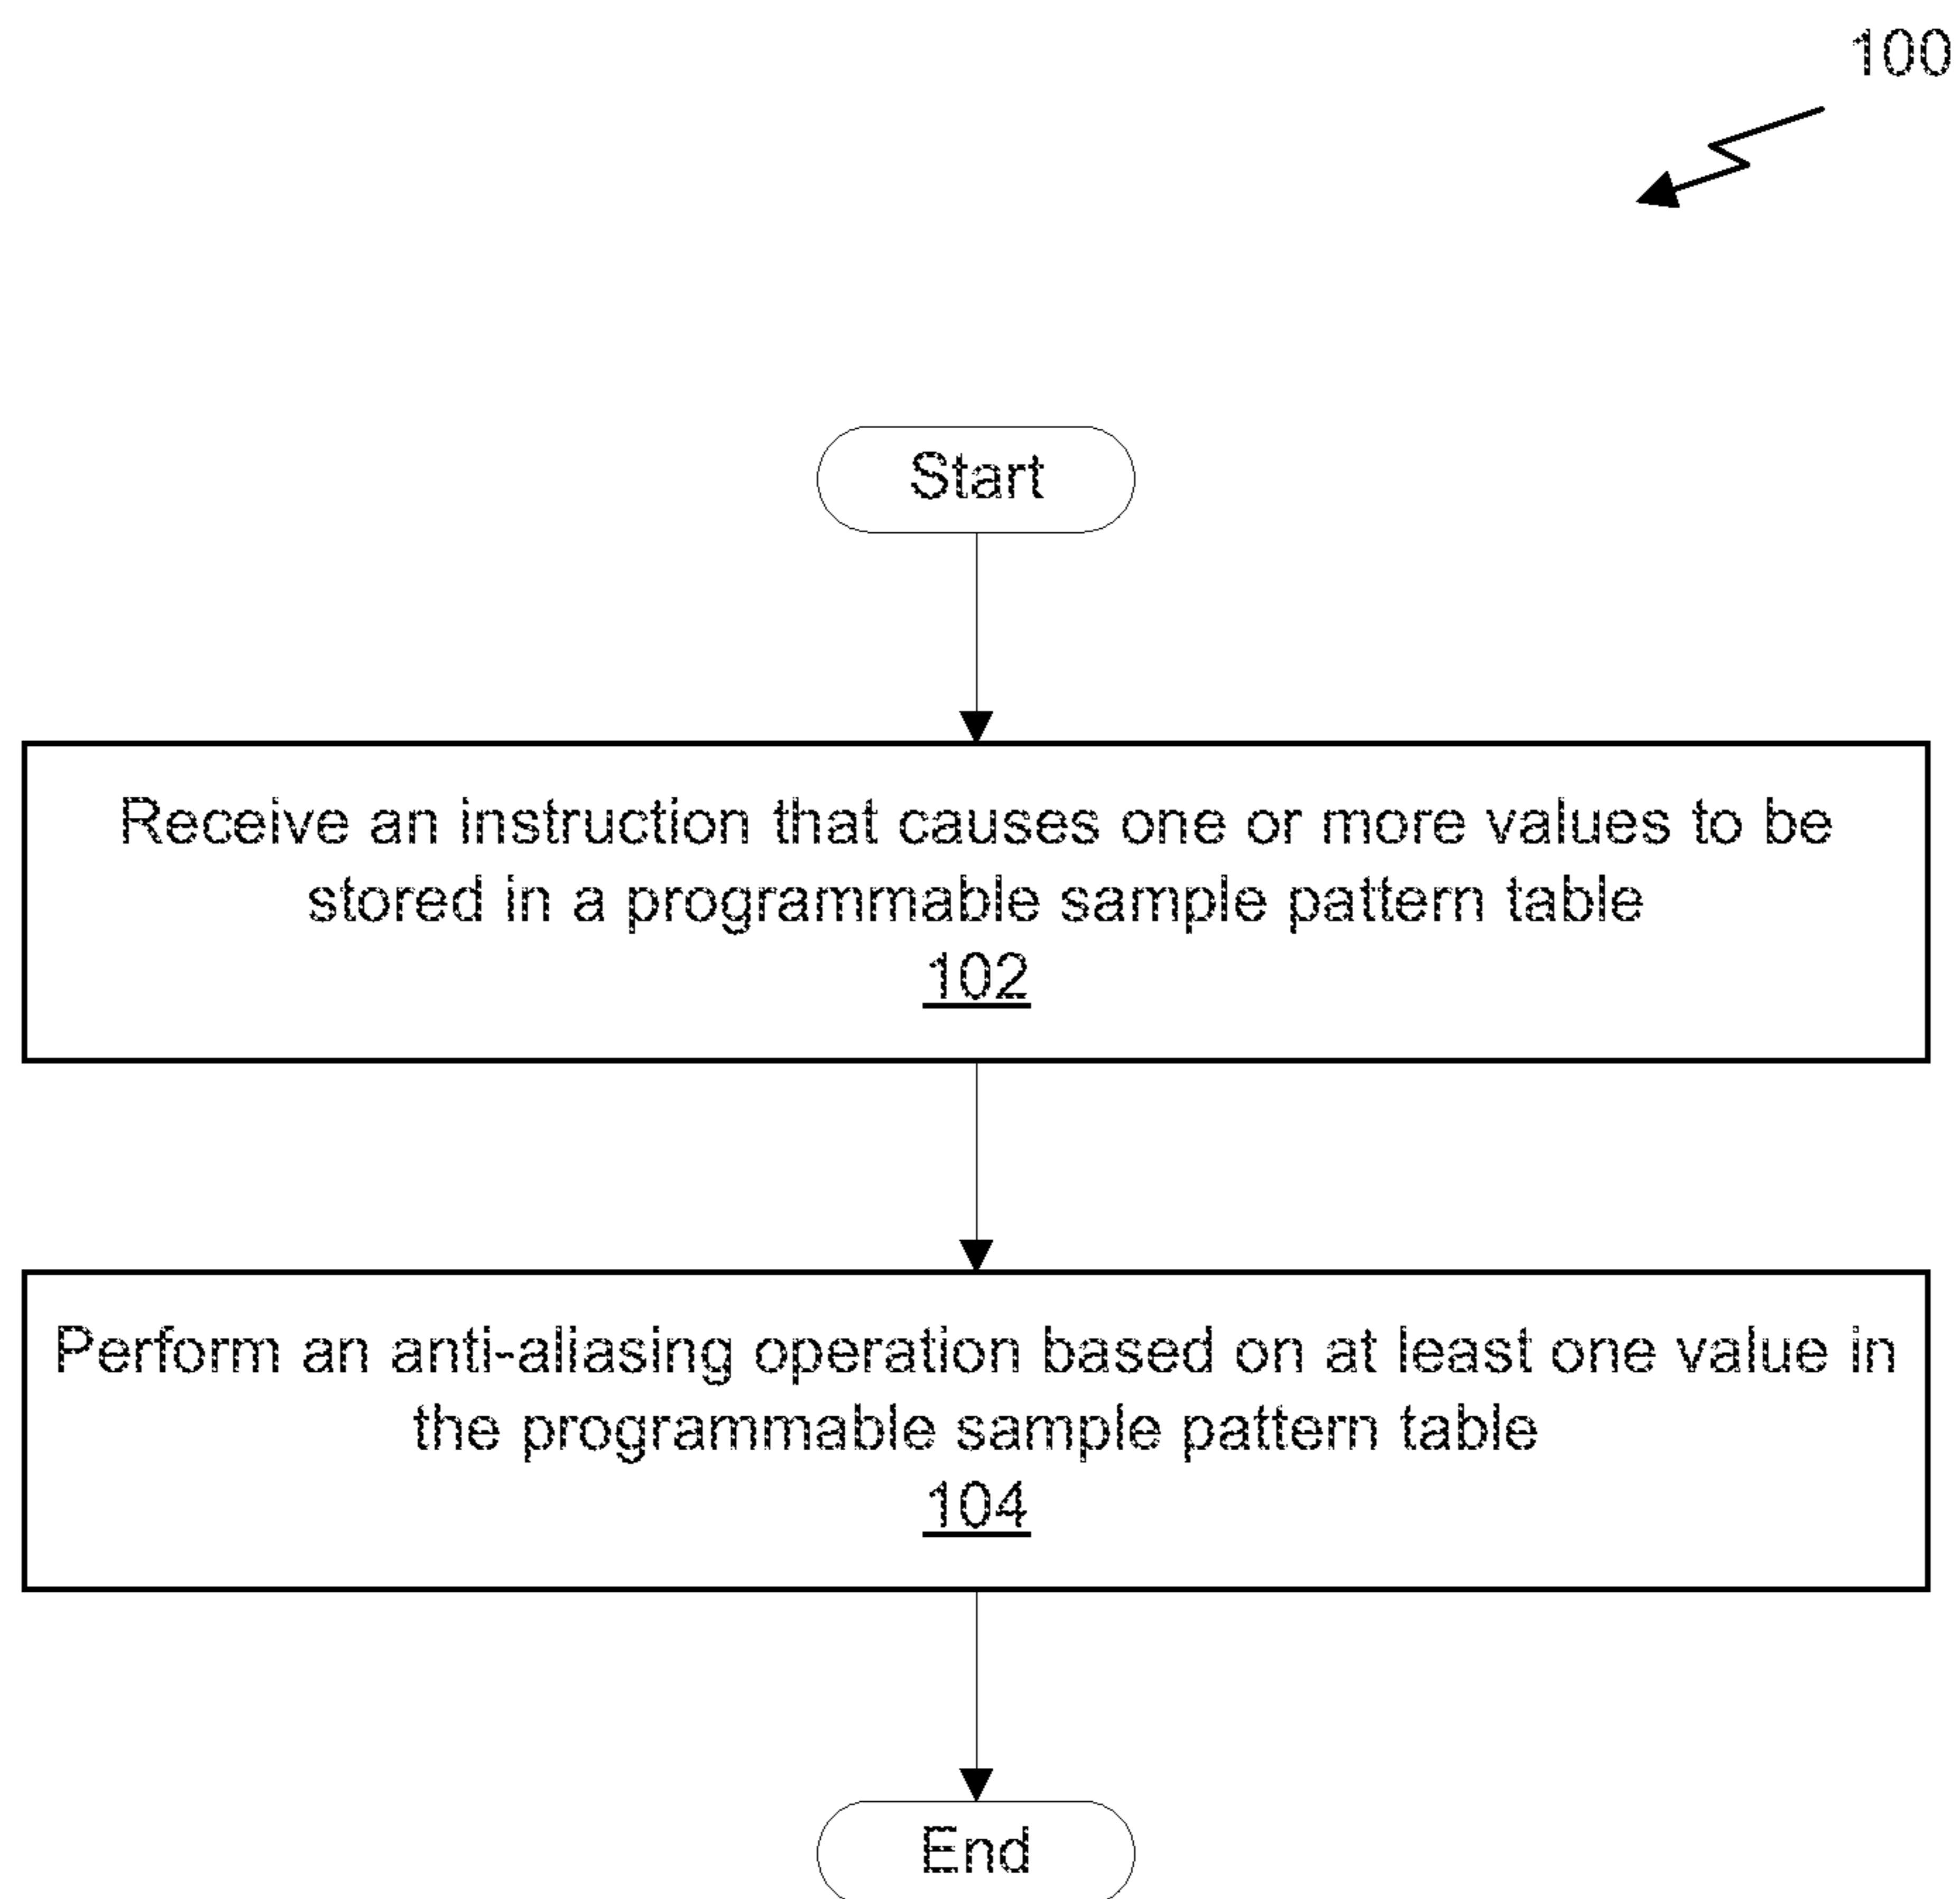 100
Start
Receive an instruction that causes one or more values to be
stored in a programmable sample pattern table
102
Perform an anti-aliasing operation based on at least one value in
the programmable sample pattern table
104
End